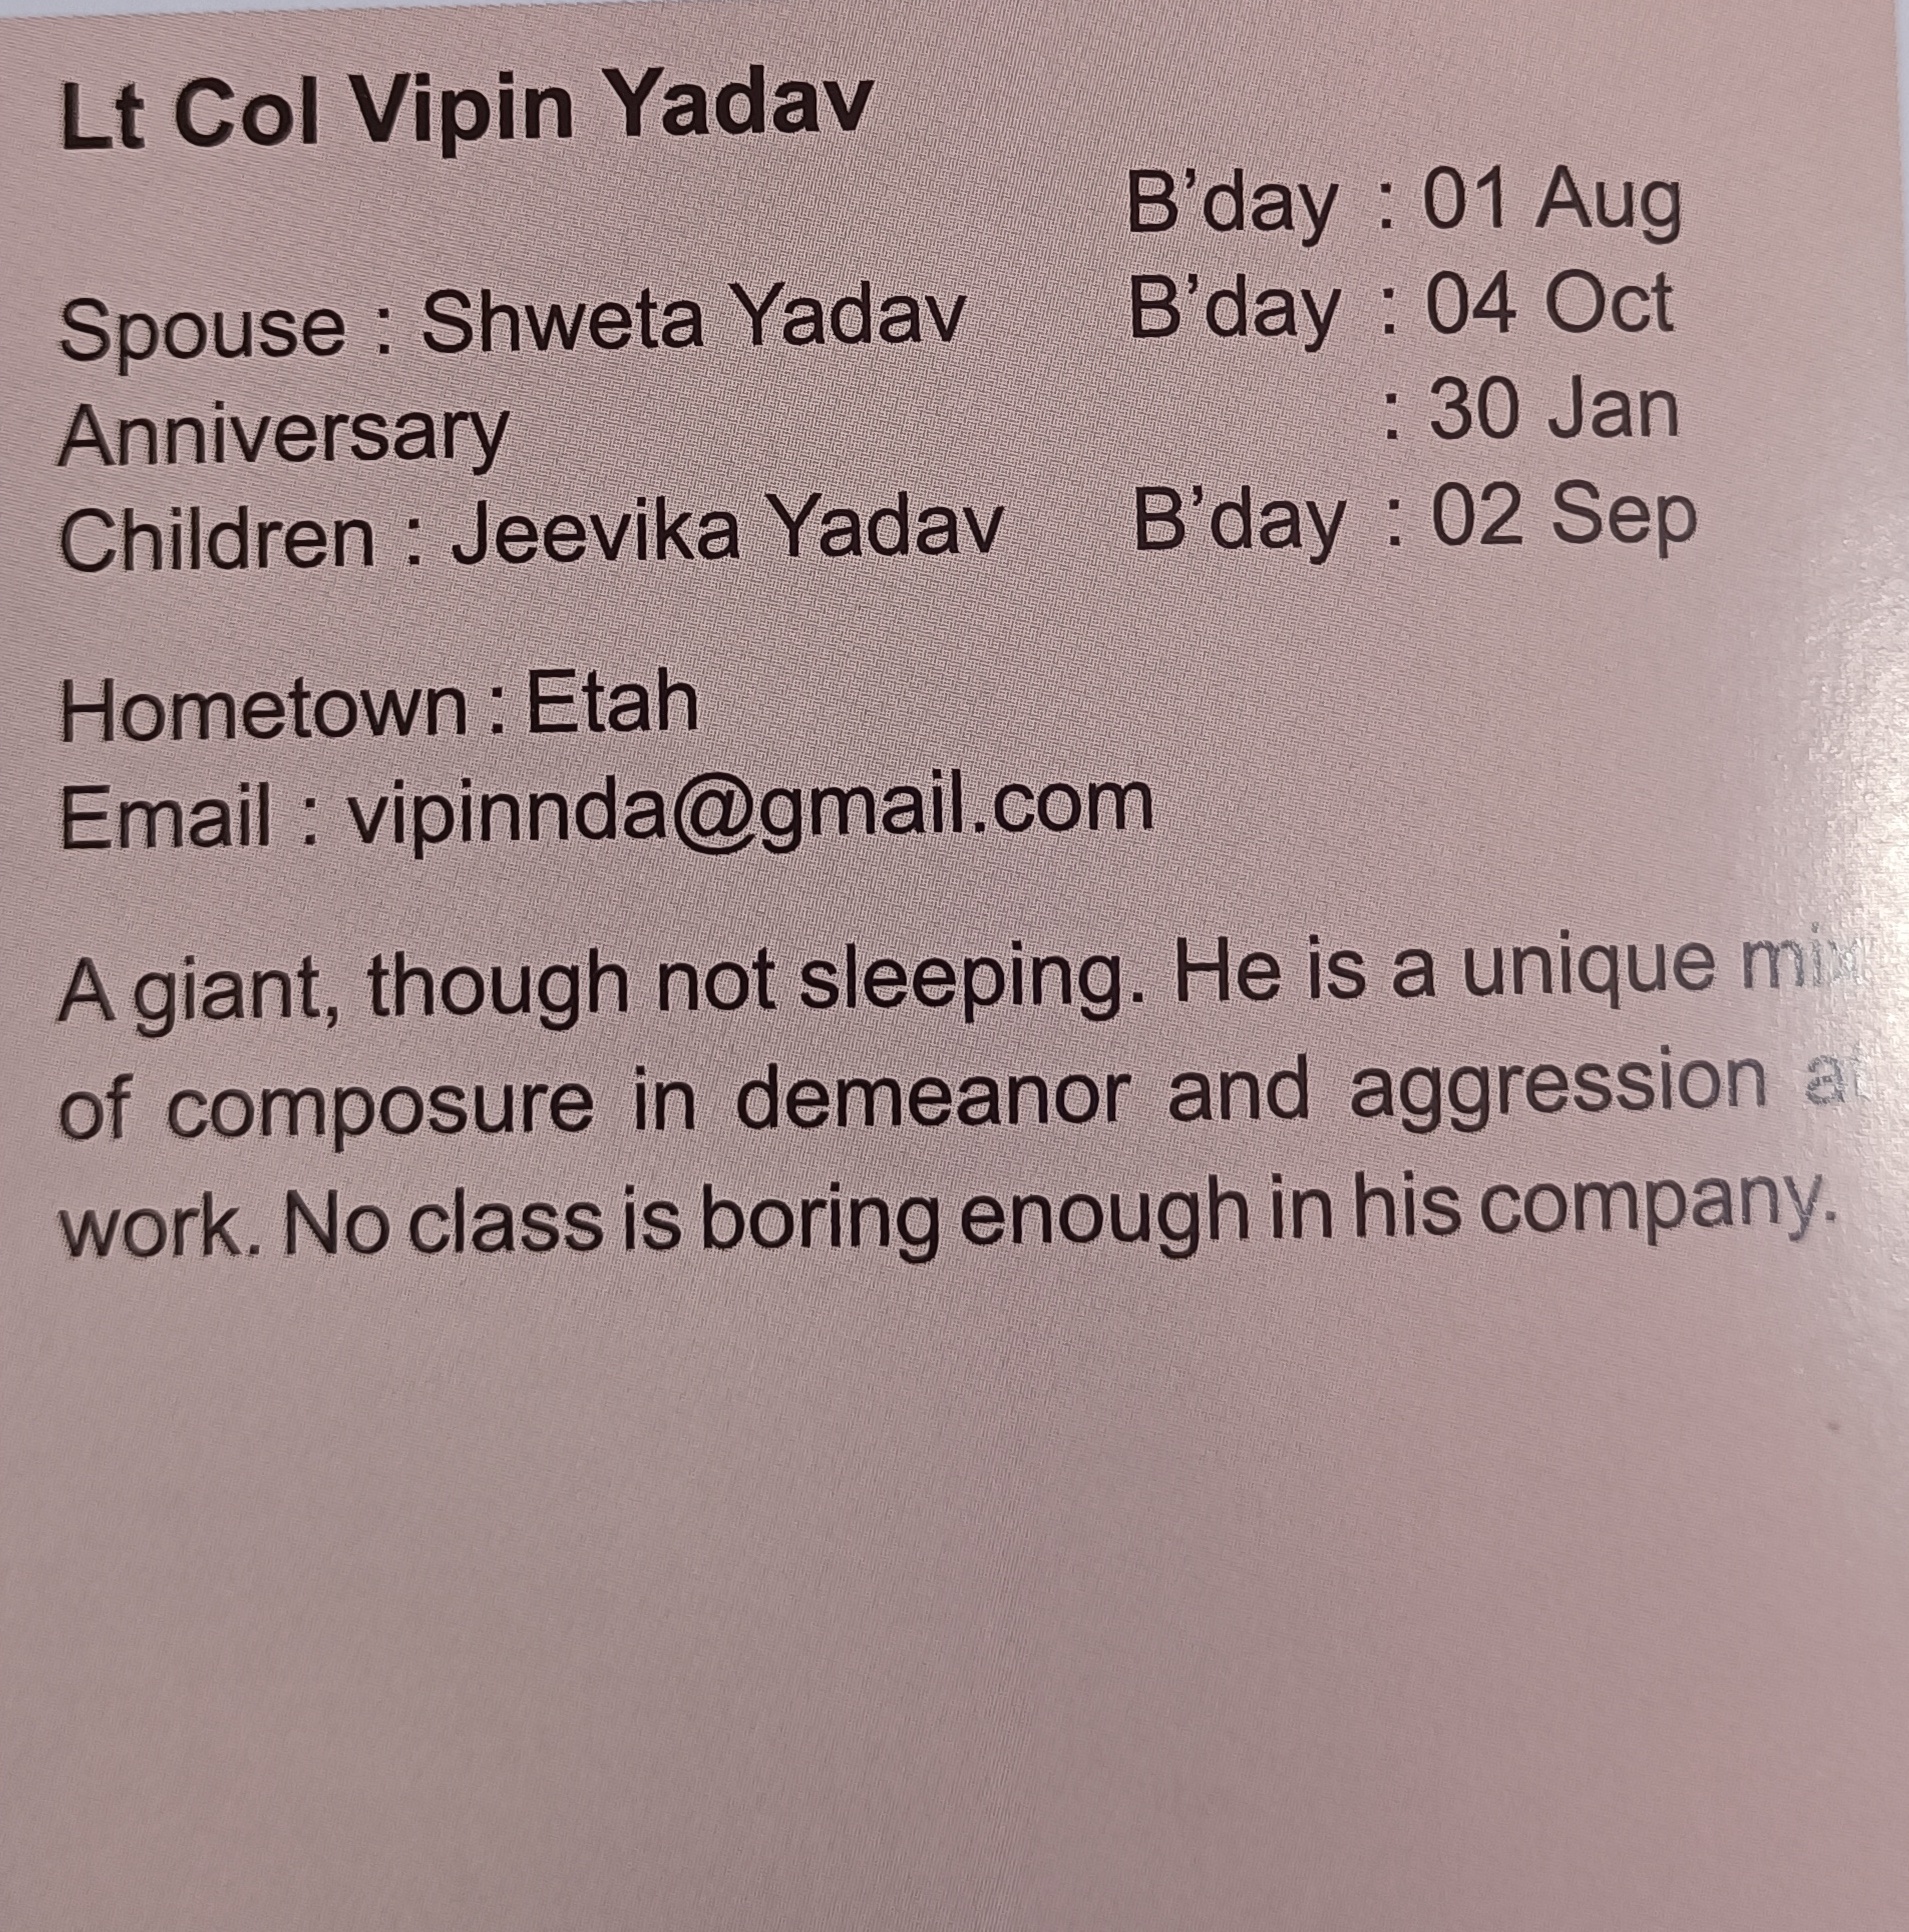 Lt Col Vipin Yadav
B'day : 01 Aug
Spouse : Shweta Yadav B'day : 04 Oct
Anniversary : 30 Jan
Children : Jeevika Yadav B'day : 02 Sep
Hometown : Etah
Email : vipinnda@gmail.com
A giant, though not sleeping. He is a unique mix
of composure in demeanor and aggression at
work. No class is boring enough in his company.